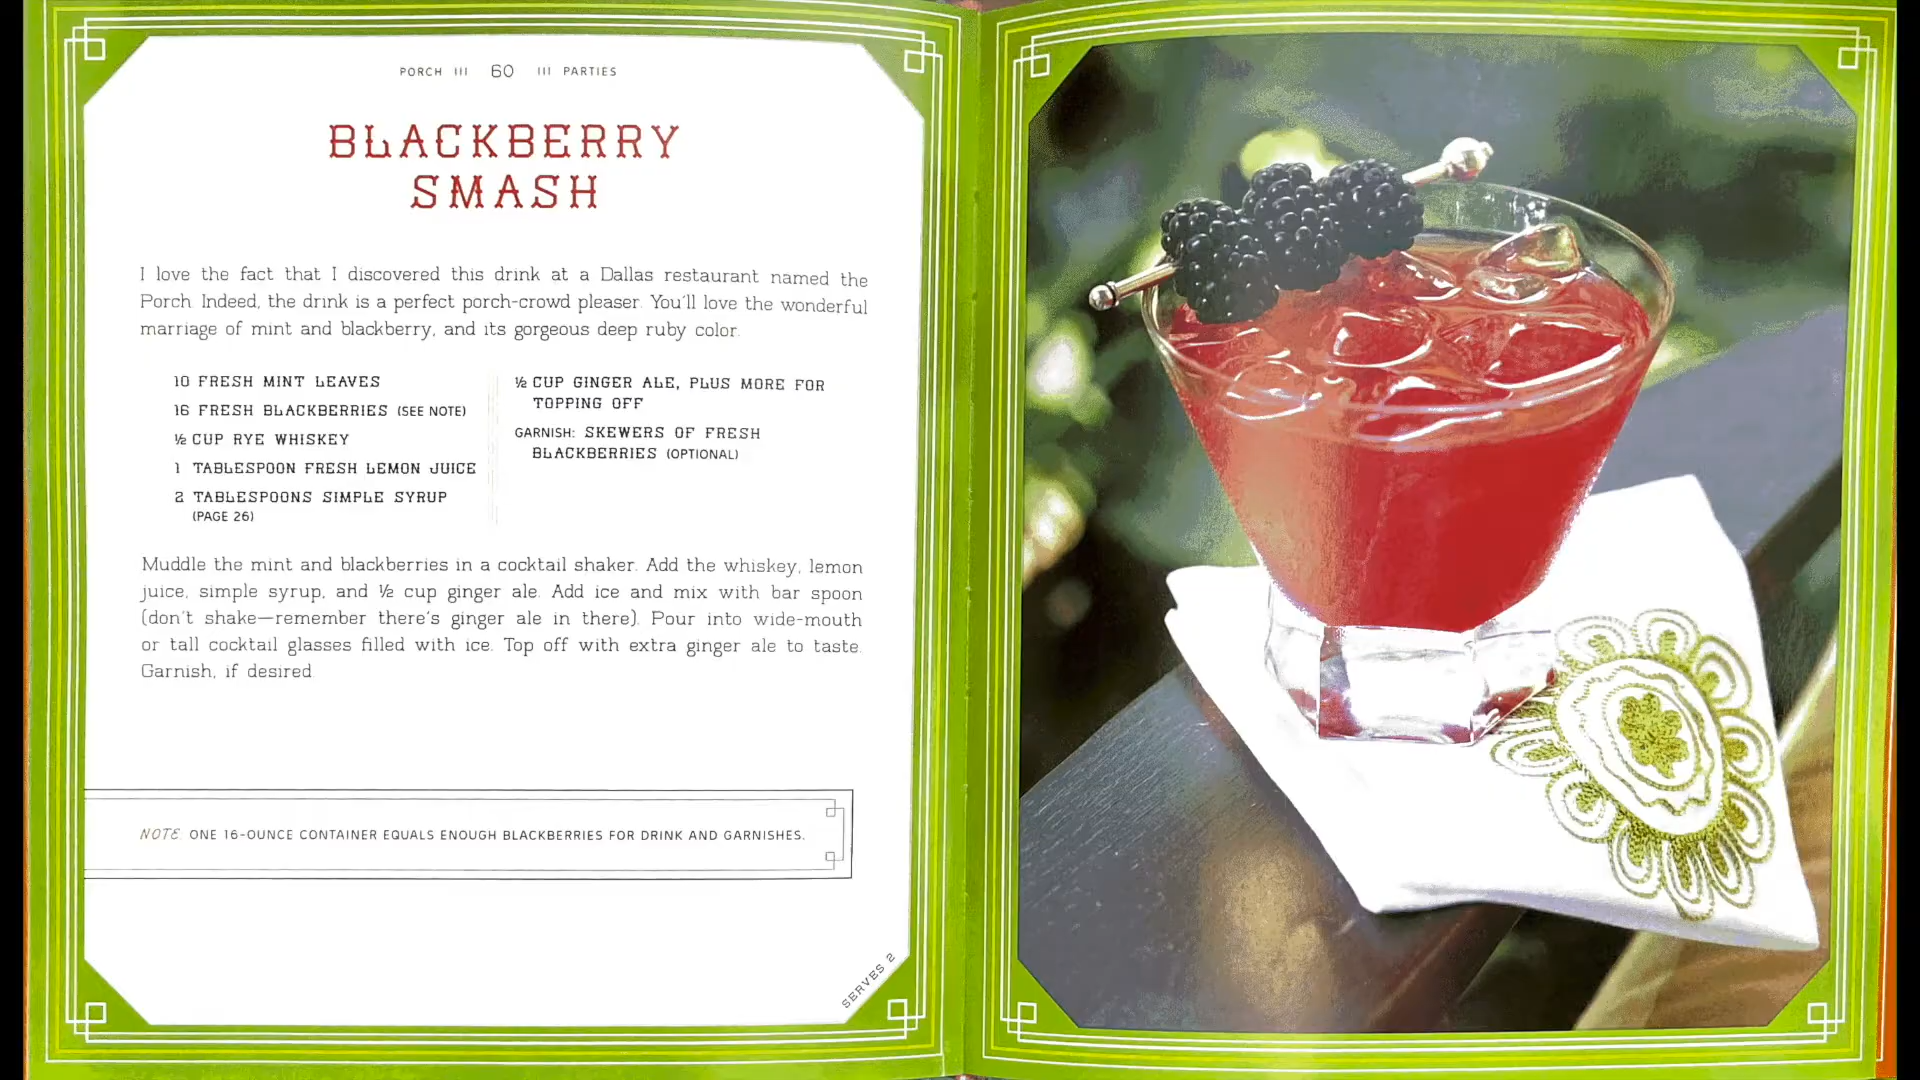 PORCH III 60 III PARTIES
BLACKBERRY
SMASH
I love the fact that I discovered this drink at a Dallas restaurant named the
Porch. Indeed, the drink is a perfect porch-crowd pleaser. You'll love the wonderful
marriage of mint and blackberry, and its gorgeous deep ruby color.
10 FRESH MINT LEAVES
16 FRESH BLACKBERRIES (SEE NOTE)
½ CUP RYE WHISKEY
1 TABLESPOON FRESH LEMON JUICE
2 TABLESPOONS SIMPLE SYRUP
(PAGE 26)
½ CUP GINGER ALE, PLUS MORE FOR
TOPPING OFF
GARNISH: SKEWERS OF FRESH
BLACKBERRIES (OPTIONAL)
Muddle the mint and blackberries in a cocktail shaker. Add the whiskey, lemon
juice, simple syrup, and ½ cup ginger ale. Add ice and mix with bar spoon
(don't shake—remember there's ginger ale in there). Pour into wide-mouth
or tall cocktail glasses filled with ice. Top off with extra ginger ale to taste.
Garnish, if desired.
NOTE: ONE 16-OUNCE CONTAINER EQUALS ENOUGH BLACKBERRIES FOR DRINK AND GARNISHES.
SERVES 2